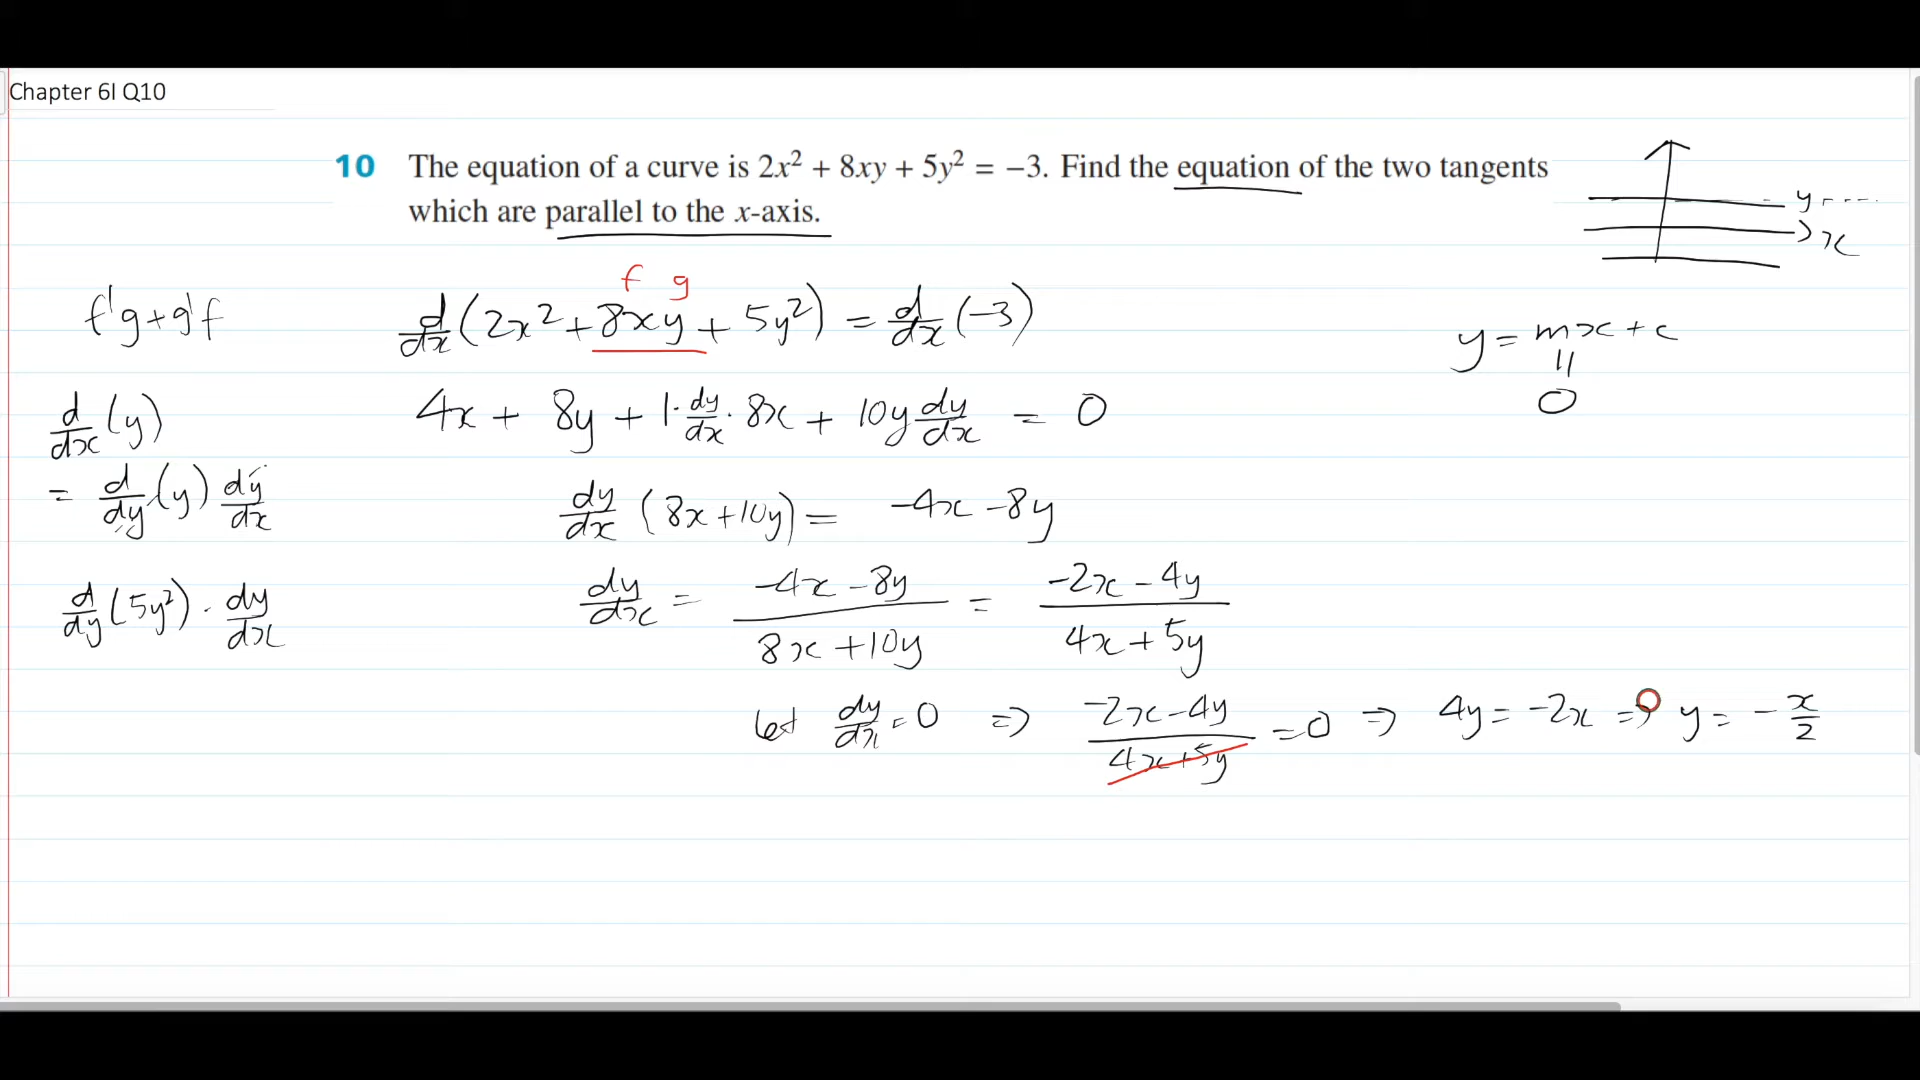 Chapter 6I Q10
10 The equation of a curve is 2x² + 8xy + 5y² = −3. Find the equation of the two tangents
which are parallel to the x-axis.
y = ....
x
f g
f'g + g'f
d/dx (2x² + 8xy + 5y²) = d/dx (-3)
y = mx + c
=
0
d/dx (y)
4x + 8y + 1 · dy/dx · 8x + 10y dy/dx = 0
= d/dy (y) dy/dx
dy/dx (8x + 10y) = -4x - 8y
d/dy (5y²) · dy/dx
dy/dx = (-4x - 8y)/(8x + 10y) = (-2x - 4y)/(4x + 5y)
let dy/dx = 0 ⇒ (-2x - 4y)/(4x + 5y) = 0 ⇒ 4y = -2x ⇒ y = -x/2